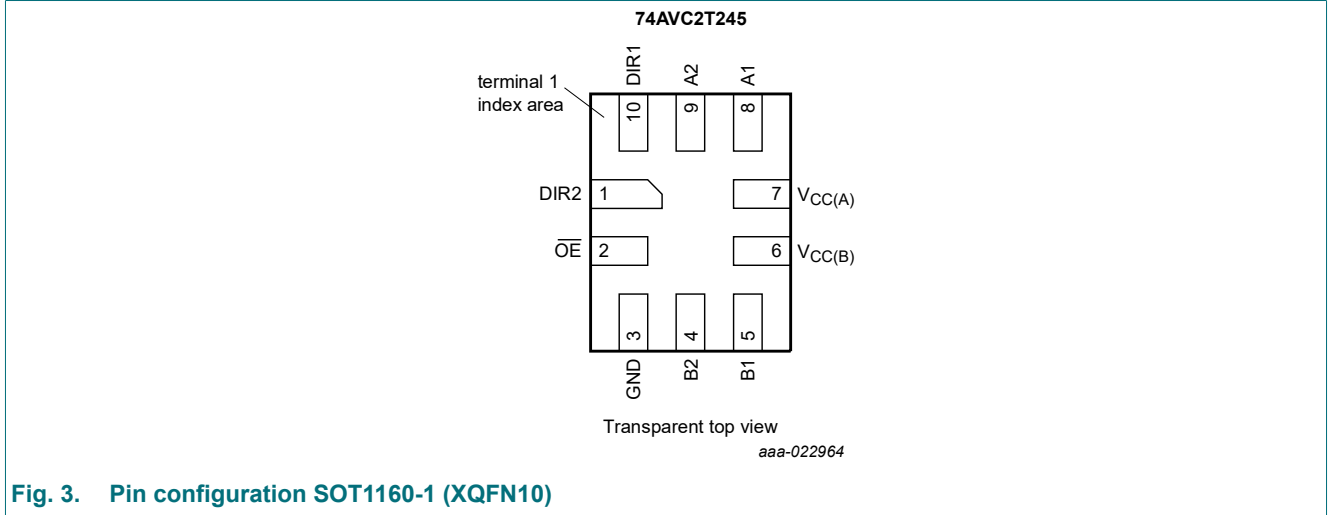 74AVC2T245
terminal 1
index area
DIR1
A2
A1
10
9
8
DIR2
1
7
VCC(A)
OE
2
6
VCC(B)
3
4
5
GND
B2
B1
Transparent top view
aaa-022964
Fig. 3. Pin configuration SOT1160-1 (XQFN10)